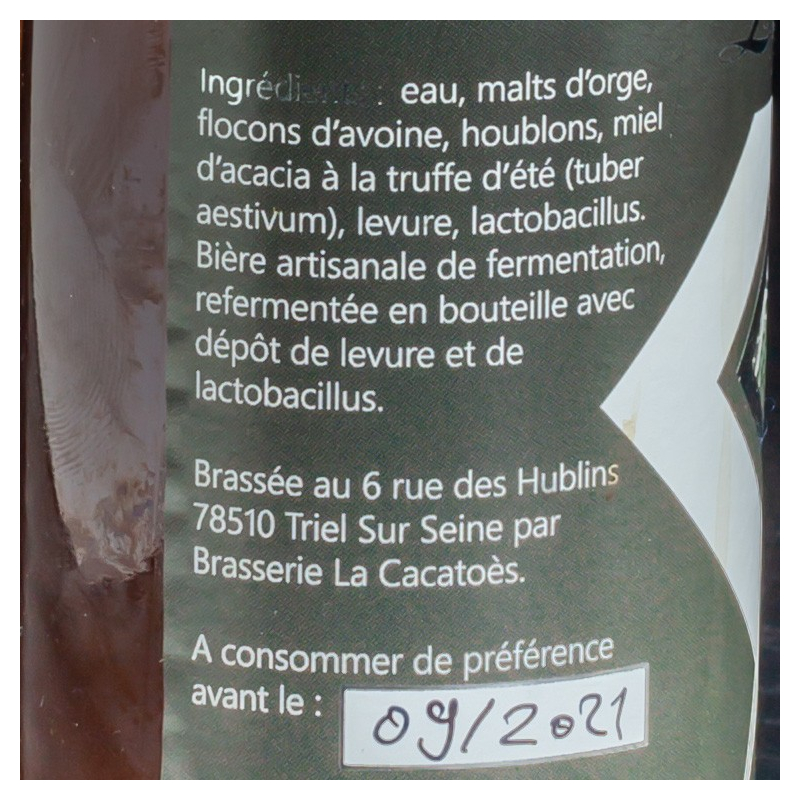 Ingrédients : eau, malts d'orge,
flocons d'avoine, houblons, miel
d'acacia à la truffe d'été (tuber
aestivum), levure, lactobacillus.
Bière artisanale de fermentation,
refermentée en bouteille avec
dépôt de levure et de
lactobacillus.
Brassée au 6 rue des Hublins
78510 Triel Sur Seine par
Brasserie La Cacatoès.
A consommer de préférence
avant le : 09/2021